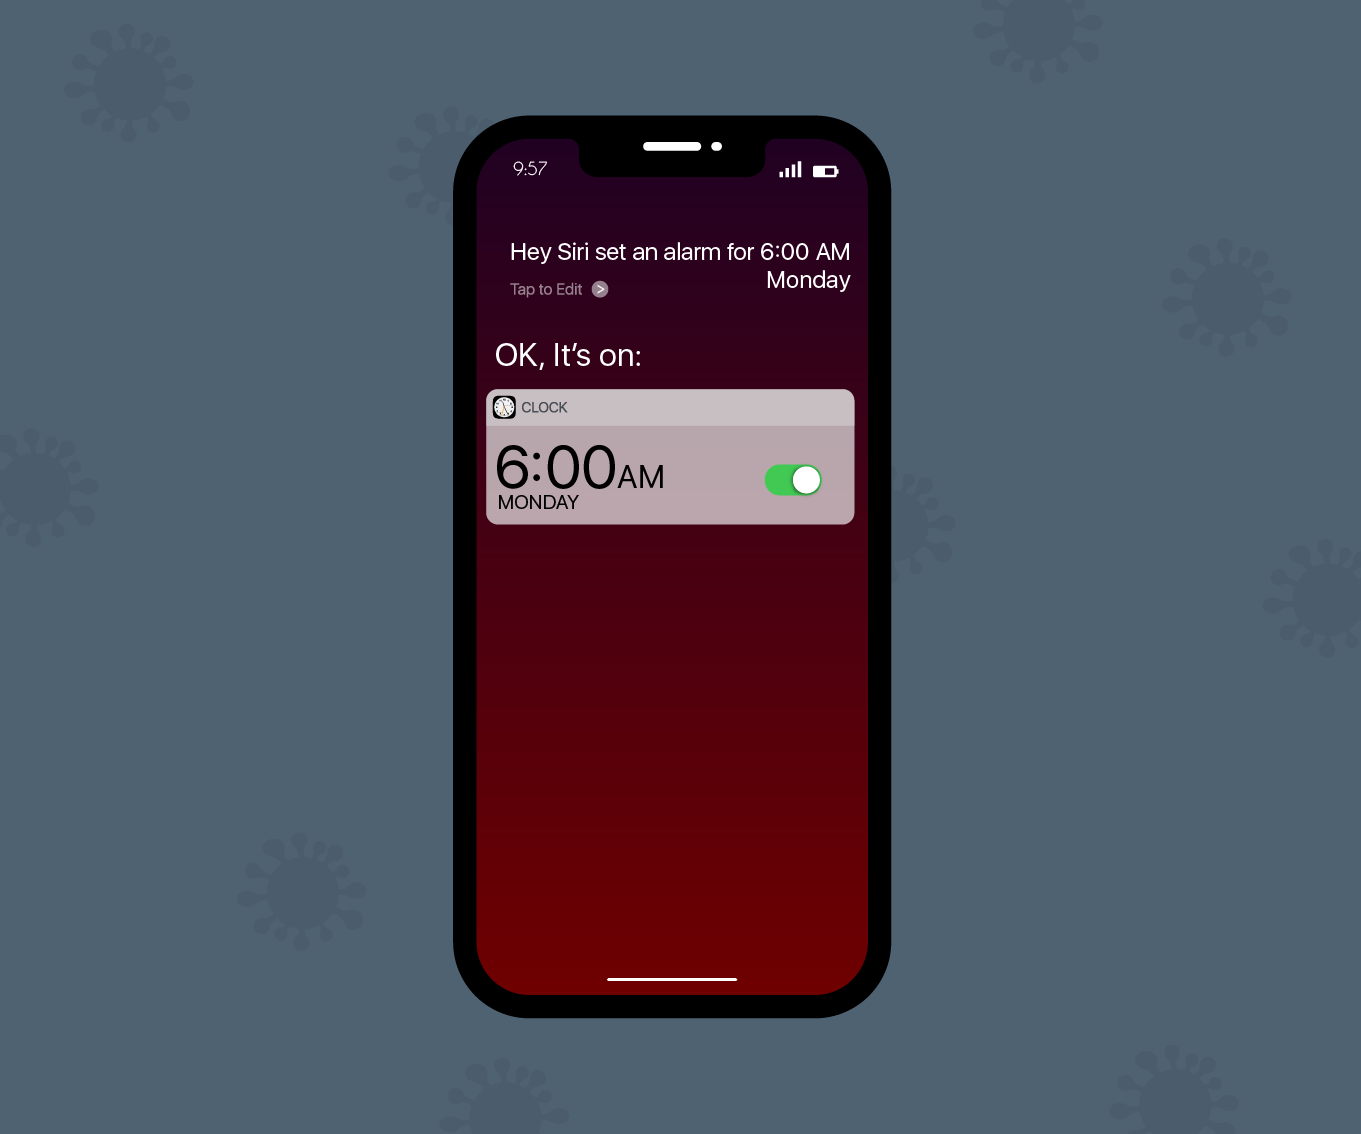 9:57
Hey Siri set an alarm for 6:00 AM
Monday
Tap to Edit >
OK, It’s on:
CLOCK
6:00AM
MONDAY